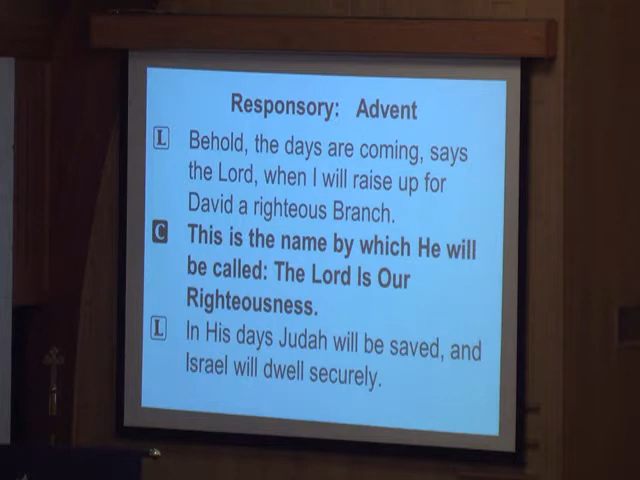 Responsory: Advent
L Behold, the days are coming, says
the Lord, when I will raise up for
David a righteous Branch.
C This is the name by which He will
be called: The Lord Is Our
Righteousness.
L In His days Judah will be saved, and
Israel will dwell securely.